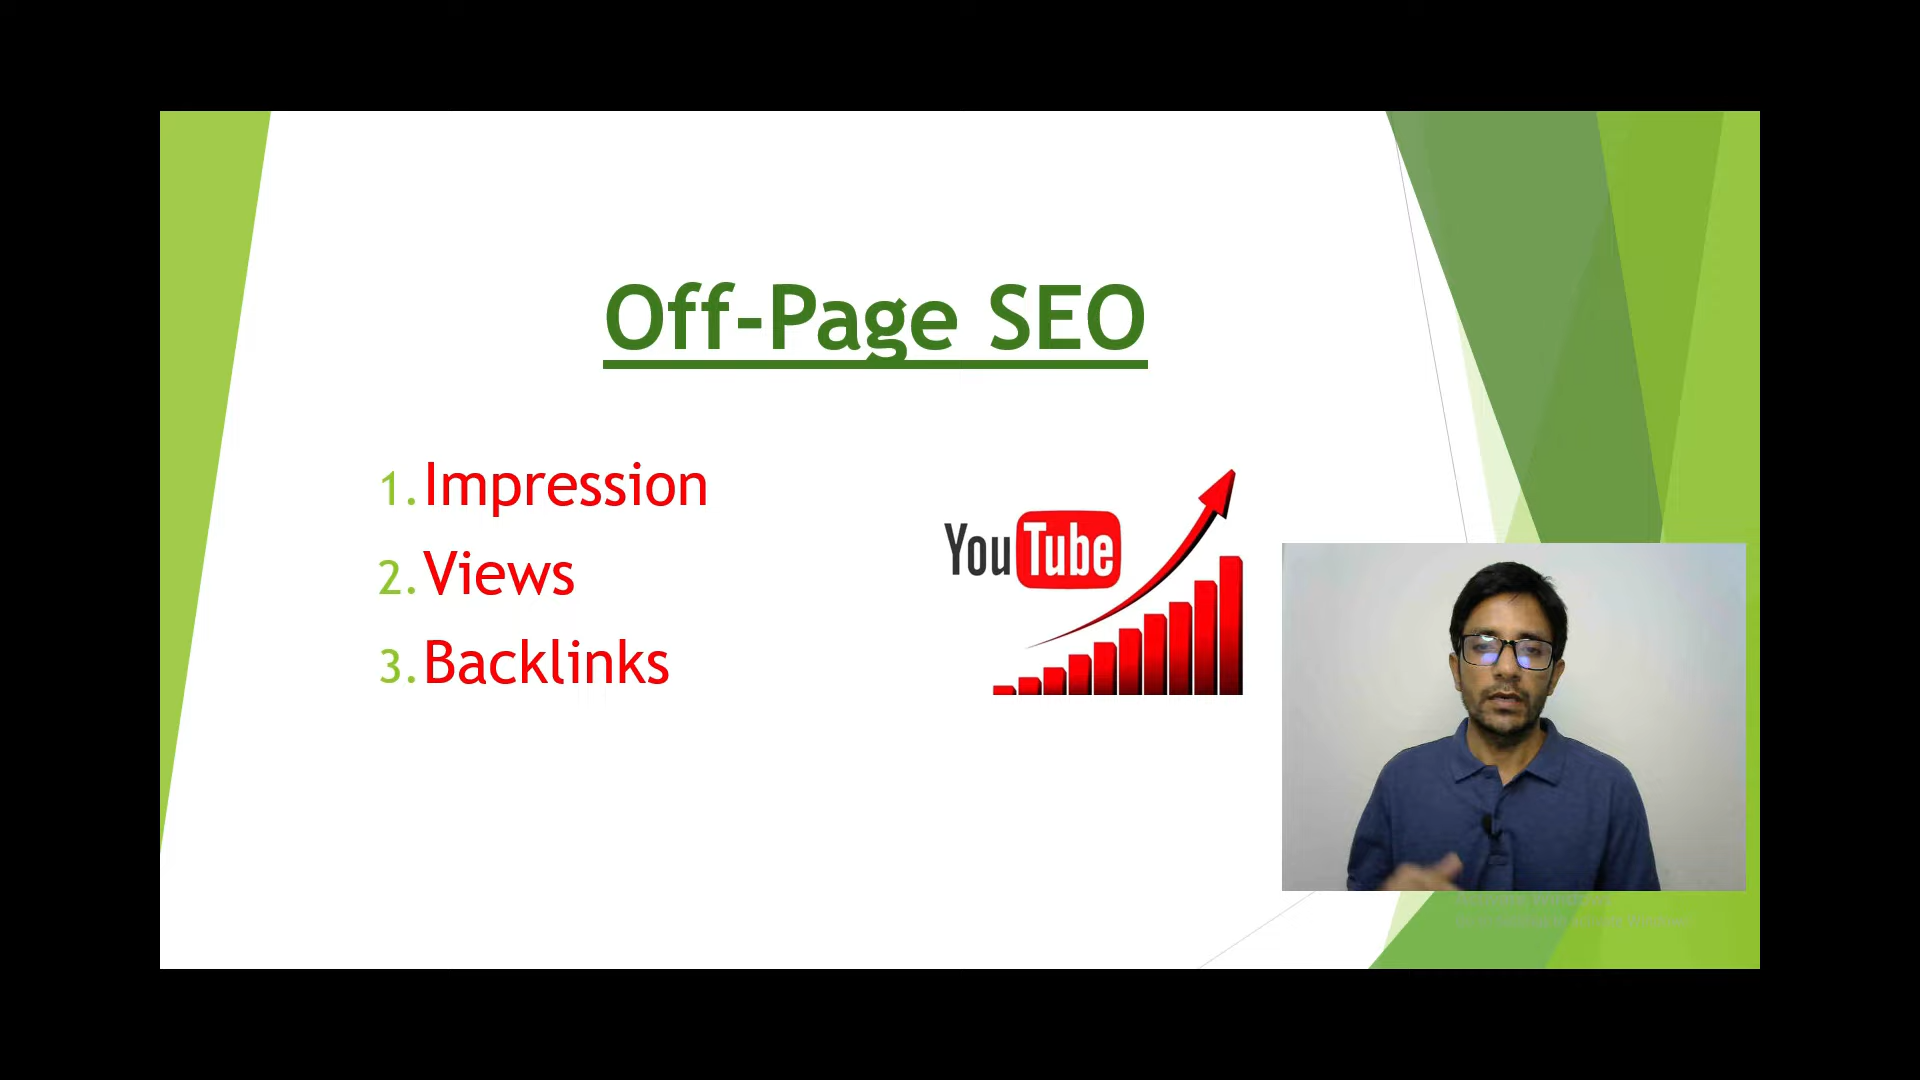 Off-Page SEO
1. Impression
2. Views
3. Backlinks
YouTube